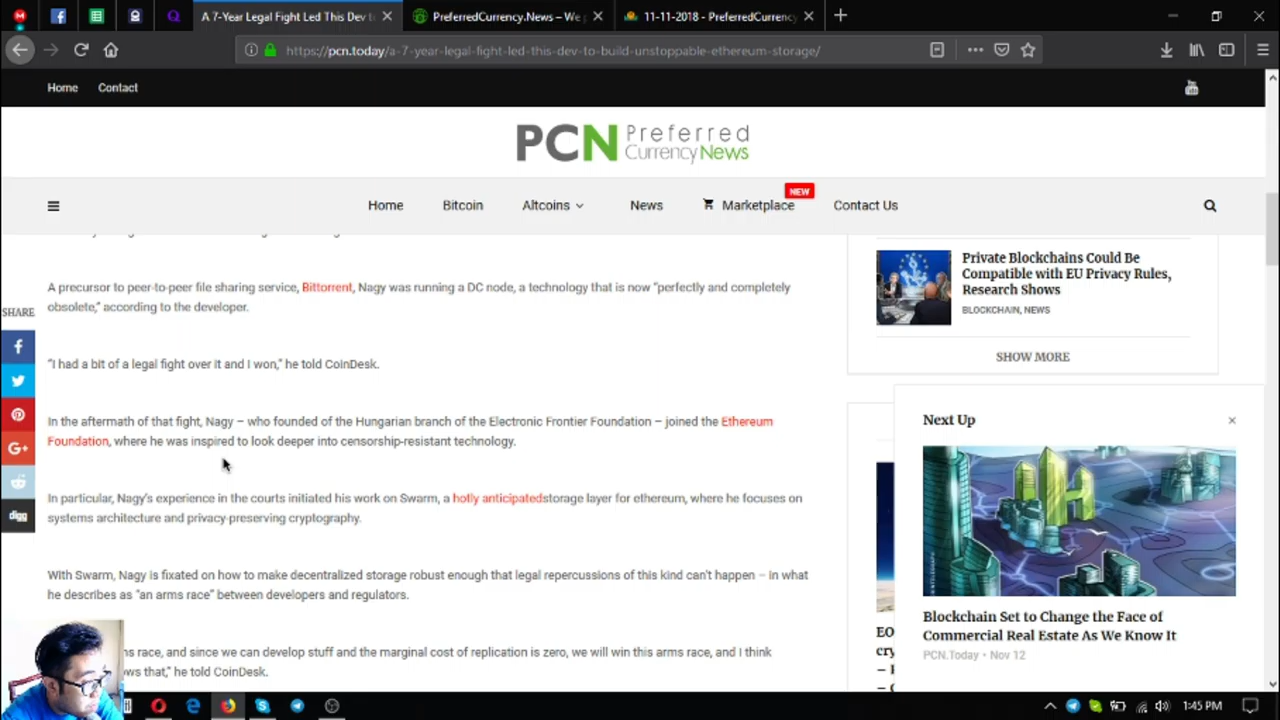 A 7-Year Legal Fight Led This Dev to
PreferredCurrency.News – We p
11-11-2018 - PreferredCurrency
https://pcn.today/a-7-year-legal-fight-led-this-dev-to-build-unstoppable-ethereum-storage/
Home Contact
PCN Preferred
CurrencyNews
Home Bitcoin Altcoins News Marketplace NEW Contact Us
A precursor to peer-to-peer file sharing service, Bittorrent, Nagy was running a DC node, a technology that is now “perfectly and completely
obsolete,” according to the developer.
“I had a bit of a legal fight over it and I won,” he told CoinDesk.
In the aftermath of that fight, Nagy – who founded of the Hungarian branch of the Electronic Frontier Foundation – joined the Ethereum
Foundation, where he was inspired to look deeper into censorship-resistant technology.
In particular, Nagy’s experience in the courts initiated his work on Swarm, a hotly anticipatedstorage layer for ethereum, where he focuses on
systems architecture and privacy-preserving cryptography.
With Swarm, Nagy is fixated on how to make decentralized storage robust enough that legal repercussions of this kind can’t happen – in what
he describes as “an arms race” between developers and regulators.
ms race, and since we can develop stuff and the marginal cost of replication is zero, we will win this arms race, and I think
ows that,” he told CoinDesk.
SHARE
G+
digg
Private Blockchains Could Be
Compatible with EU Privacy Rules,
Research Shows
BLOCKCHAIN, NEWS
SHOW MORE
Next Up
Blockchain Set to Change the Face of
Commercial Real Estate As We Know It
PCN.Today • Nov 12
EO
cry
1:45 PM